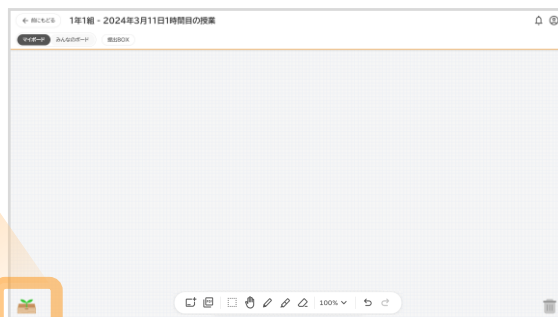 ← 前にもどる 1年1組 - 2024年3月11日1時間目の授業
マイボード みんなのボード 提出BOX
100%